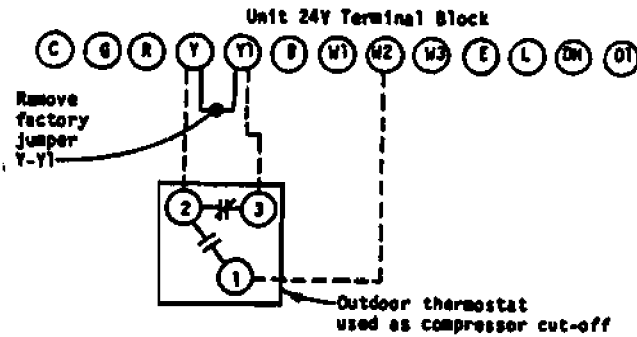 Unit 24V Terminal Block
C G R Y Y1 B W1 W2 W3 E L DH O1
Remove
factory
jumper
Y-Y1
2 3
1
Outdoor thermostat
used as compressor cut-off